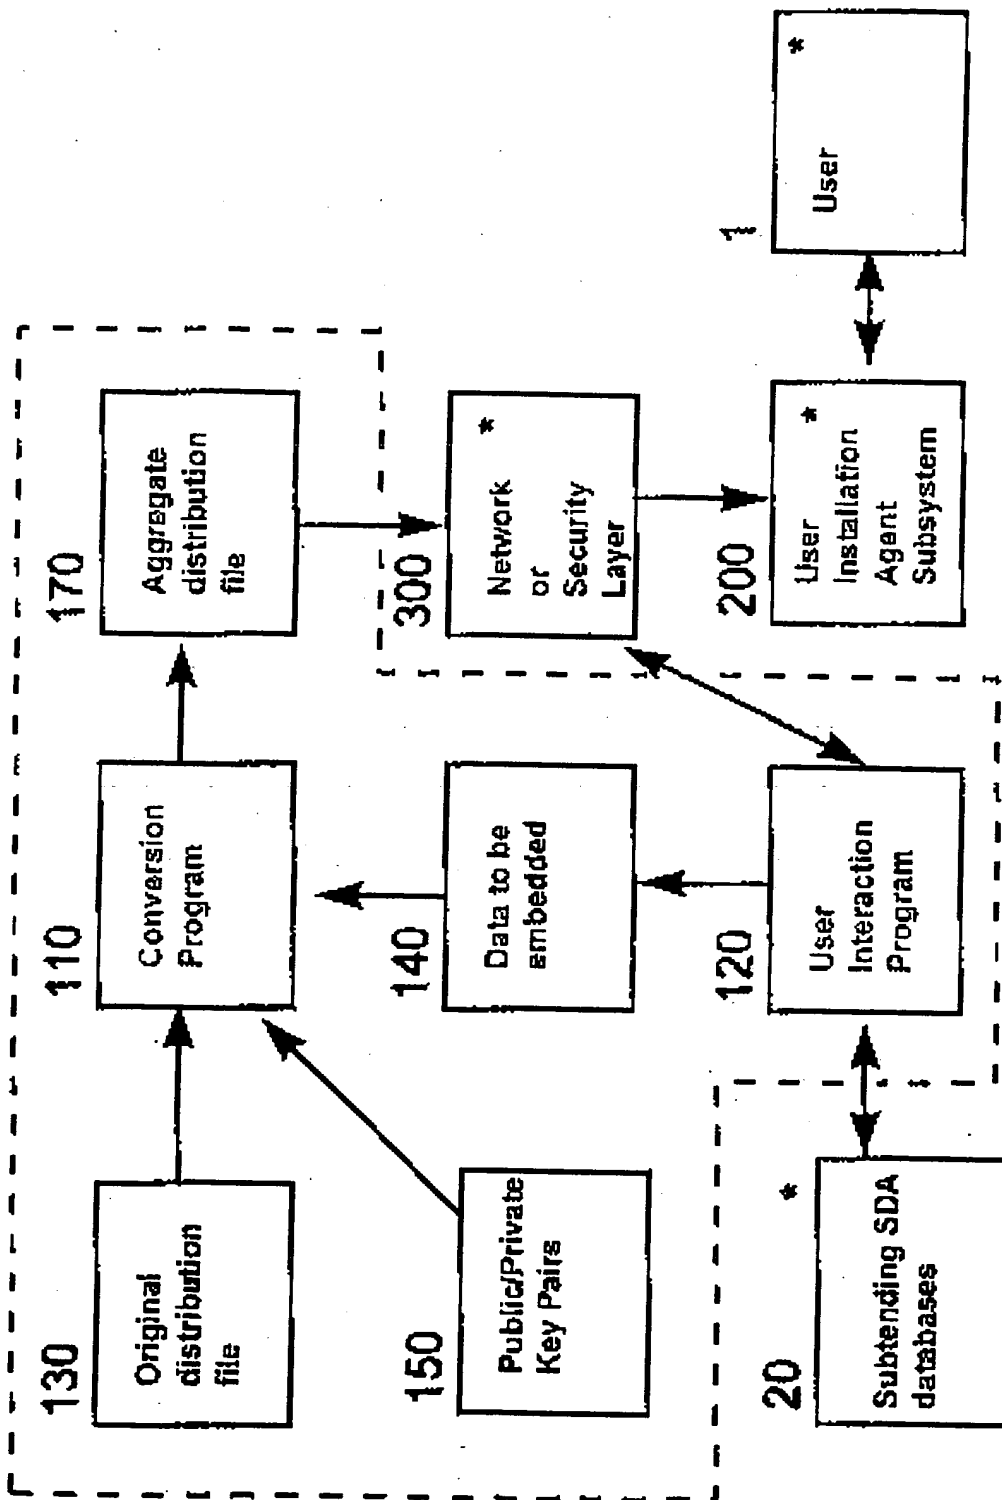 130
Original
distribution
file
110
Conversion
Program
170
Aggregate
distribution
file
150
Public/Private
Key Pairs
140
Data to be
embedded
300
Network *
or
Security
Layer
20
*
Subtending SDA
databases
120
User
Interaction
Program
200
User
*
Installation
Agent
Subsystem
1
*
User